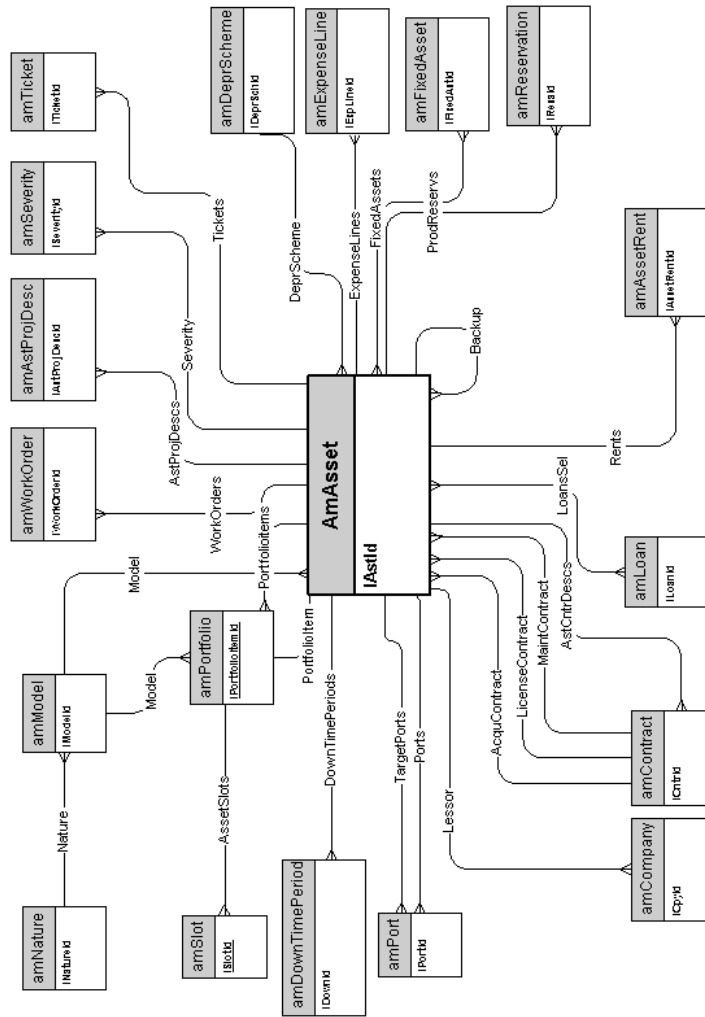 amNature
lNatureId
Nature
amModel
lModelId
Model
Model
amWorkOrder
lWorkOrderId
WorkOrders
amAstProjDesc
lAstProjDescId
AstProjDescs
amSeverity
lSeverityId
Severity
amTicket
lTicketId
Tickets
amSlot
lSlotId
AssetSlots
amPortfolio
lPortfolioItemId
PortfolioItems
PortfolioItem
amDeprScheme
lDeprSchId
DeprScheme
amDownTimePeriod
lDownId
DownTimePeriods
AmAsset
lAstId
amExpenseLine
lExpLineId
ExpenseLines
amPort
lPortId
TargetPorts
Ports
amFixedAsset
lFixedAstId
FixedAssets
amReservation
lResId
ProdReservs
Backup
Lessor
AcquContract
LicenseContract
MaintContract
AstCntrDescs
LoansSel
Rents
amCompany
lCpyId
amContract
lCntrId
amLoan
lLoanId
amAssetRent
lAssetRentId